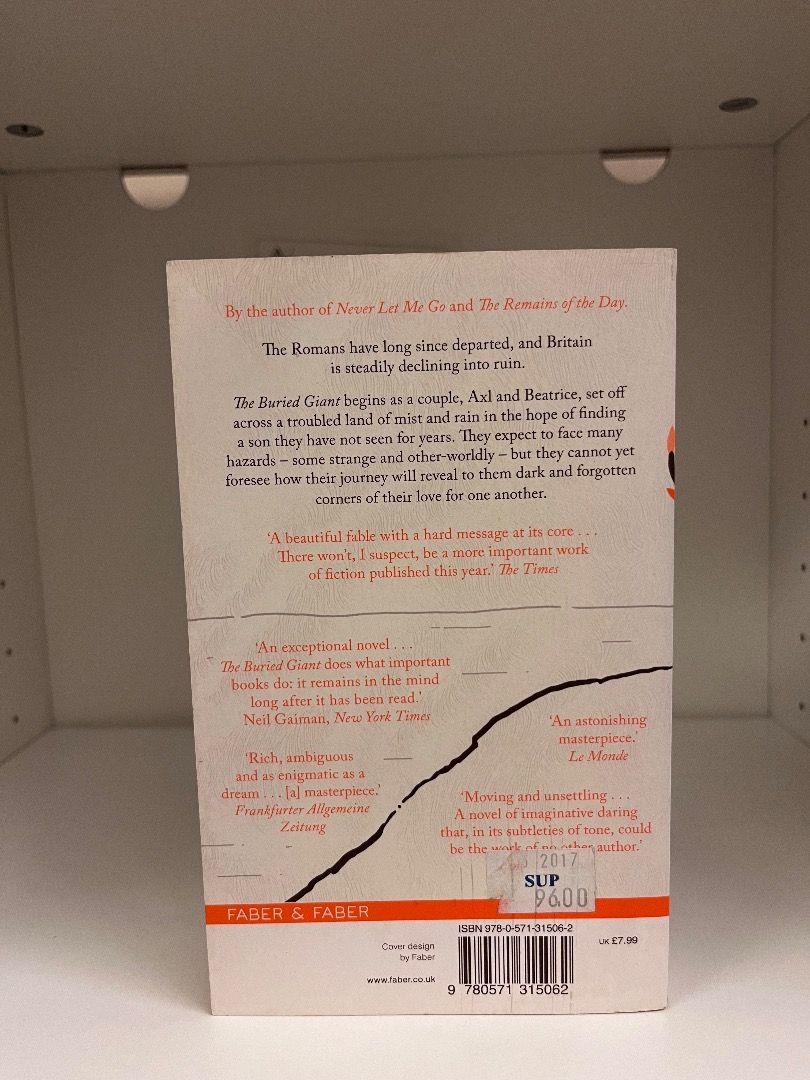 By the author of Never Let Me Go and The Remains of the Day.
The Romans have long since departed, and Britain
is steadily declining into ruin.
The Buried Giant begins as a couple, Axl and Beatrice, set off
across a troubled land of mist and rain in the hope of finding
a son they have not seen for years. They expect to face many
hazards – some strange and other-worldly – but they cannot yet
foresee how their journey will reveal to them dark and forgotten
corners of their love for one another.
‘A beautiful fable with a hard message at its core . . .
There won’t, I suspect, be a more important work
of fiction published this year.’ The Times
‘An exceptional novel . . .
The Buried Giant does what important
books do: it remains in the mind
long after it has been read.’
Neil Gaiman, New York Times
‘An astonishing
masterpiece.’
Le Monde
‘Rich, ambiguous
and as enigmatic as a
dream . . . [a] masterpiece.’
Frankfurter Allgemeine
Zeitung
‘Moving and unsettling . . .
A novel of imaginative daring
that, in its subtleties of tone, could
be the work of no other author.’
2017
SUP
96.00
FABER & FABER
ISBN 978-0-571-31506-2
UK £7.99
Cover design
by Faber
www.faber.co.uk
9 780571 315062